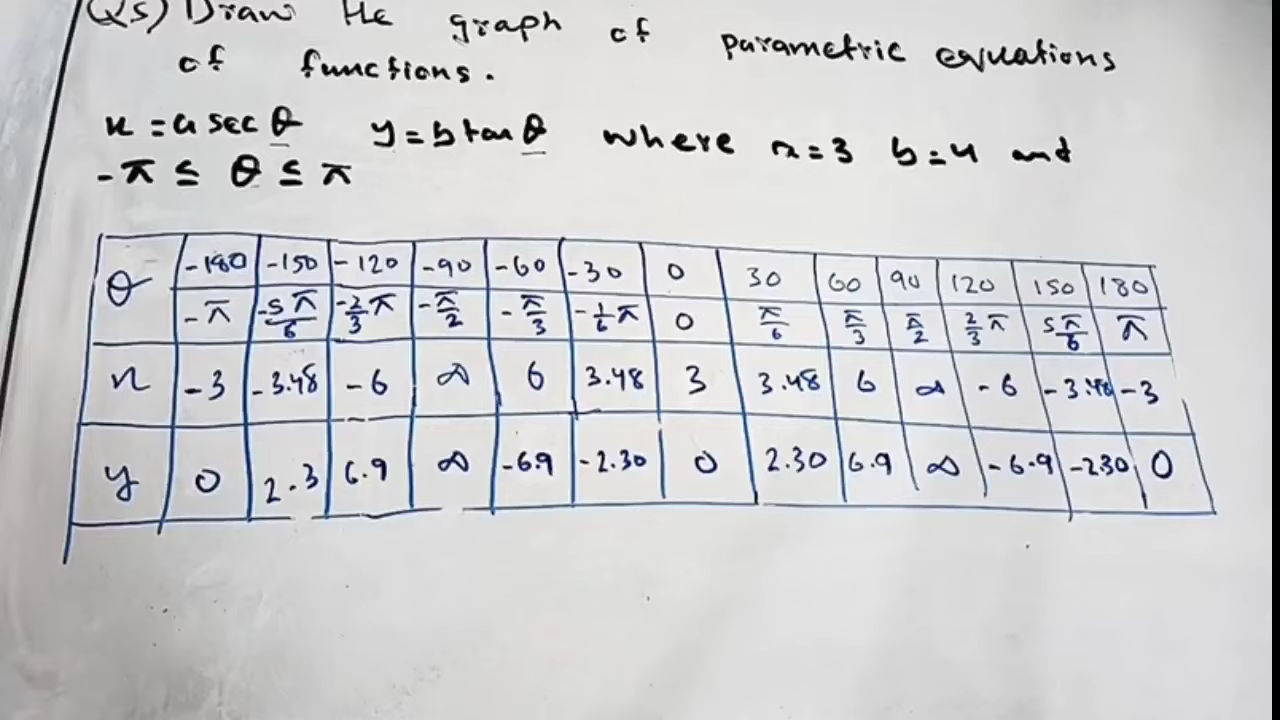 Q5) Draw the graph of parametric equations
of functions.
x = a sec θ y = b tan θ where x=3 b=4 and
-π ≤ θ ≤ π
θ -180 -150 -120 -90 -60 -30 0 30 60 90 120 150 180
-π -5π/6 -2/3 π -π/2 -π/3 -1/6 π 0 π/6 π/3 π/2 2/3 π 5π/6 π
x -3 -3.48 -6 ∞ 6 3.48 3 3.48 6 ∞ -6 -3.48 -3
y 0 2.3 6.9 ∞ -6.9 -2.30 0 2.30 6.9 ∞ -6.9 -2.30 0